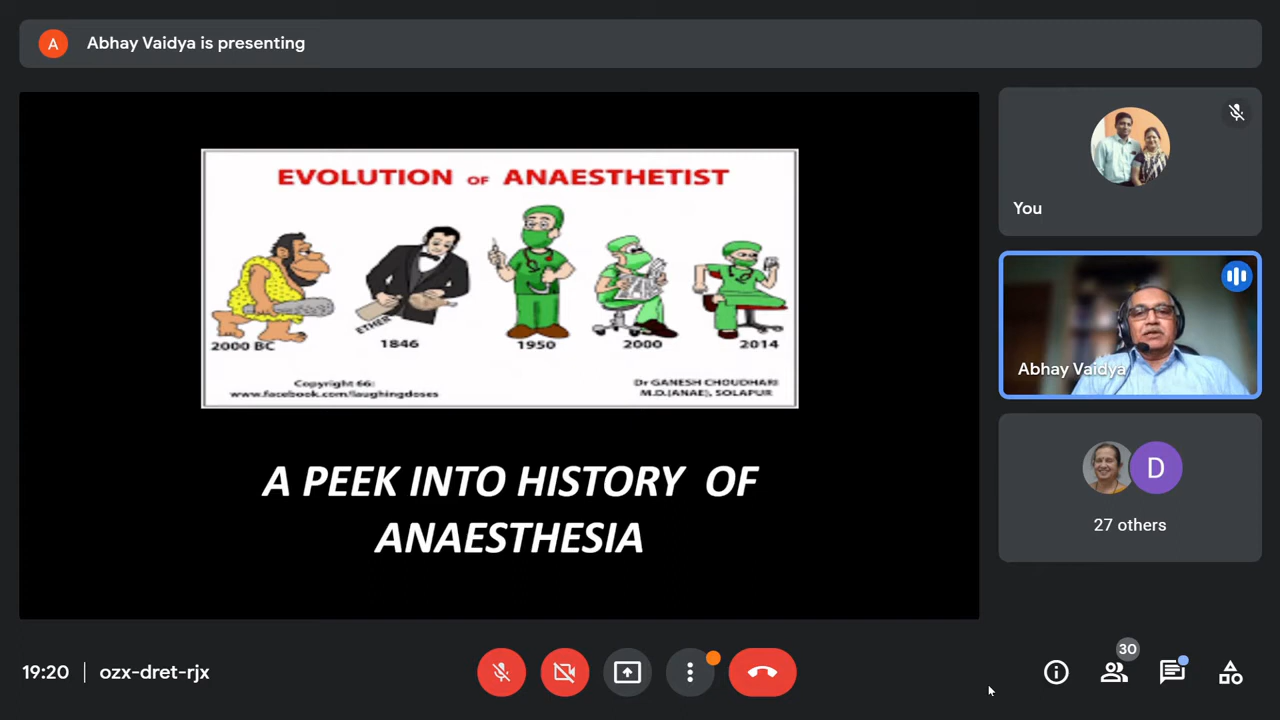 A
Abhay Vaidya is presenting
EVOLUTION OF ANAESTHETIST
ETHER
2000 BC
1846
1950
2000
2014
Copyright 66:
www.facebook.com/laughingdoses
Dr GANESH CHOUDHARI
M.D.(ANAE), SOLAPUR
A PEEK INTO HISTORY OF
ANAESTHESIA
You
Abhay Vaidya
D
27 others
19:20
ozx-dret-rjx
30